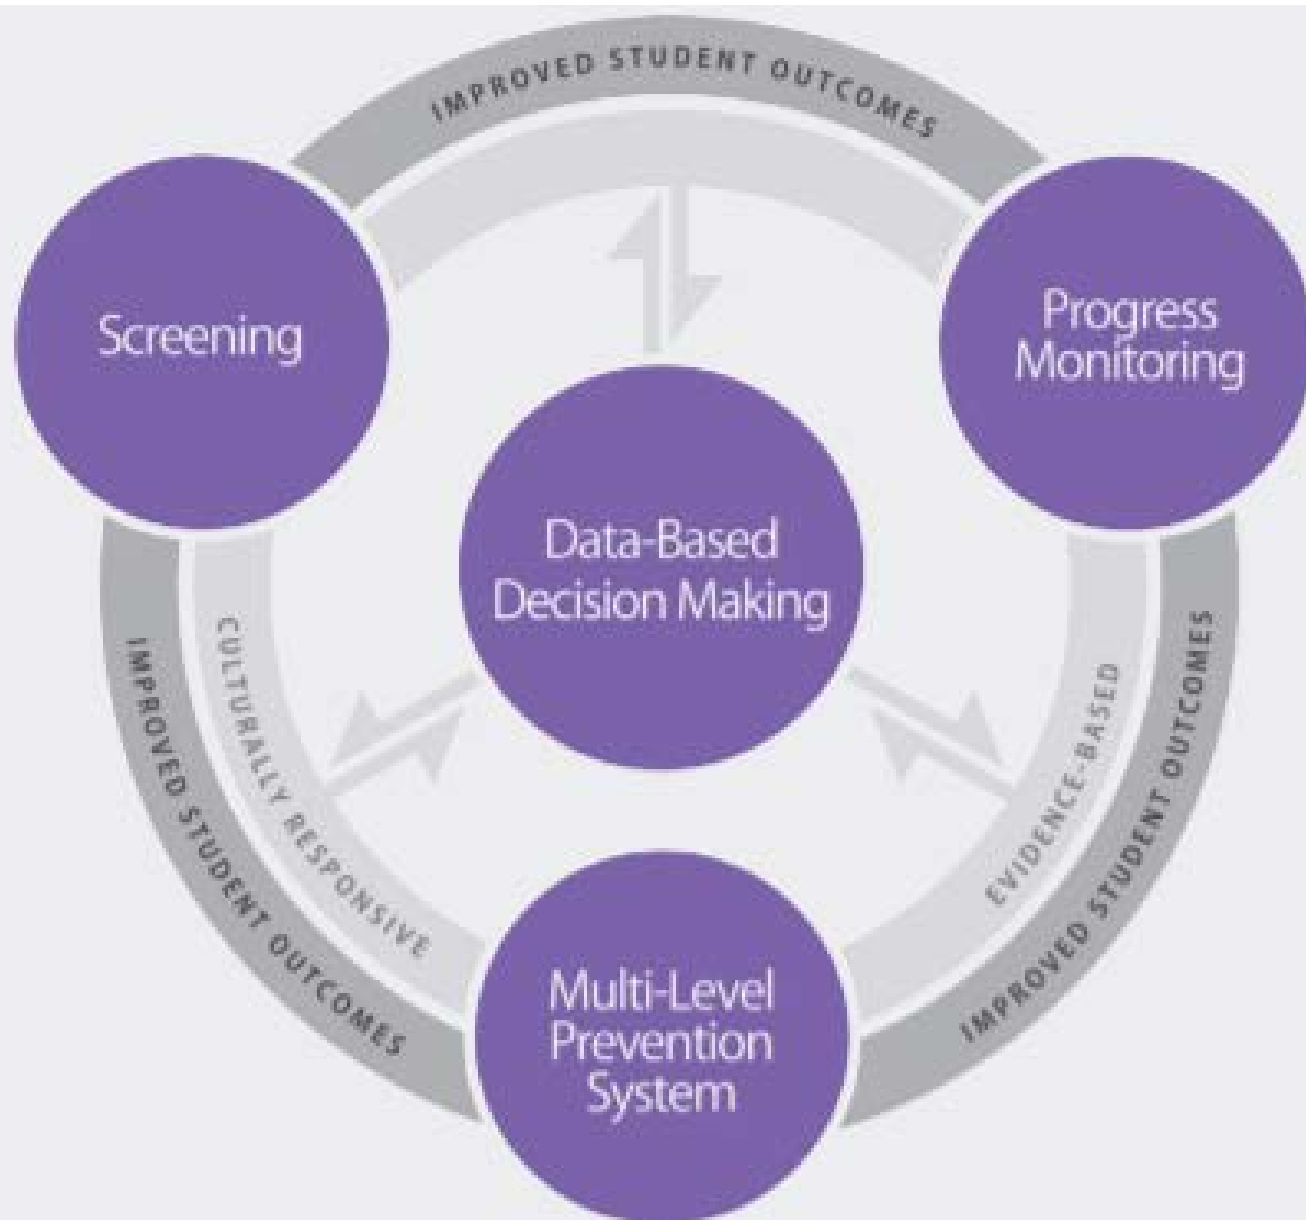 IMPROVED STUDENT OUTCOMES
Screening
Progress
Monitoring
Data-Based
Decision Making
CULTURALLY RESPONSIVE
IMPROVED STUDENT OUTCOMES
EVIDENCE-BASED
IMPROVED STUDENT OUTCOMES
Multi-Level
Prevention
System